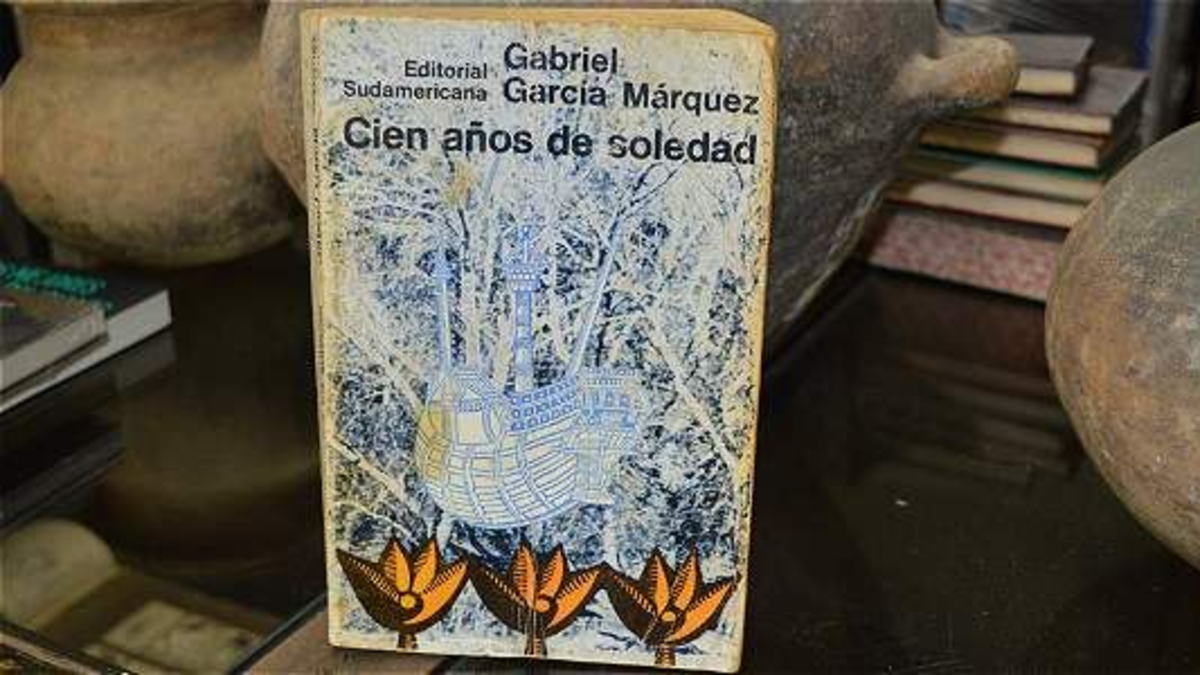 Editorial
Sudamericana
Gabriel
García Márquez
Cien años de soledad